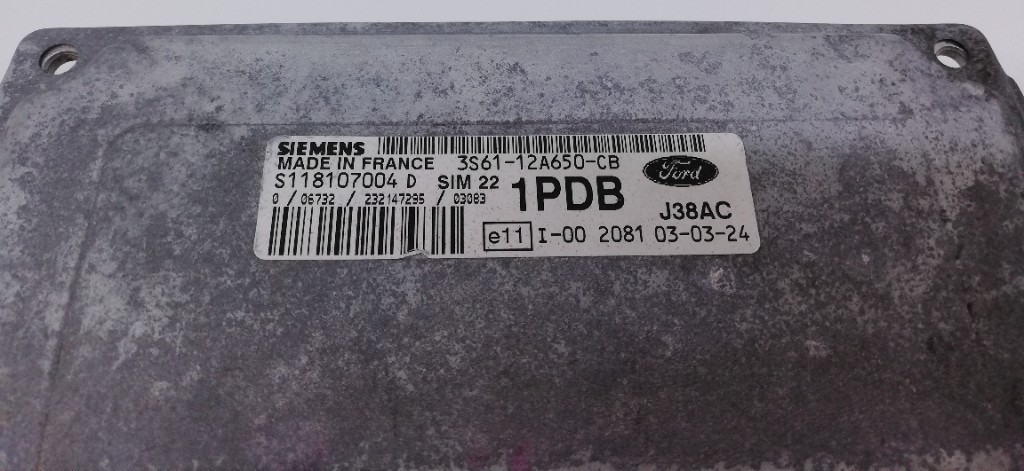 SIEMENS
MADE IN FRANCE 3S61-12A650-CB
Ford
S118107004 D SIM 22 1PDB
0 / 06732 / 232147295 / 03083
J38AC
e11 I-00 2081 03-03-24